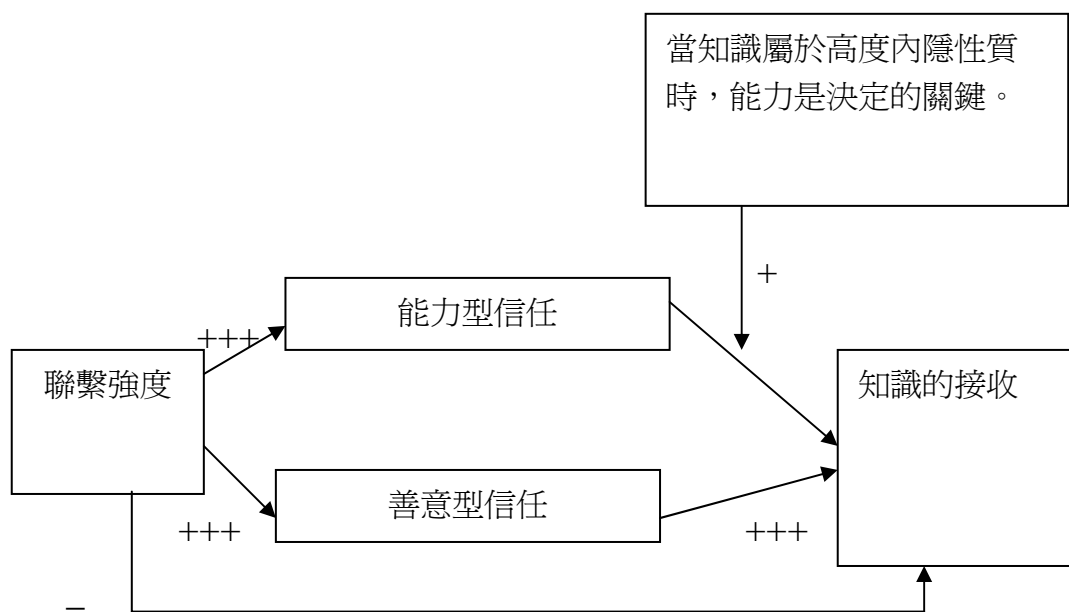 當知識屬於高度內隱性質
時，能力是決定的關鍵。
+
能力型信任
+++
聯繫強度
知識的接收
善意型信任
+++
+++
–